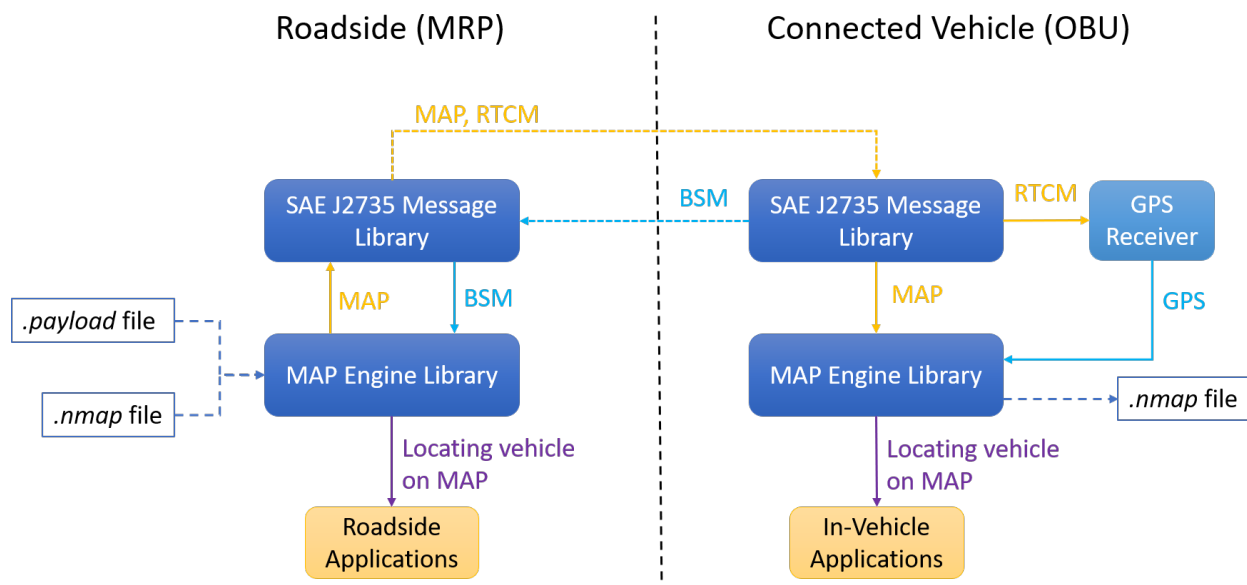 Roadside (MRP)
Connected Vehicle (OBU)
MAP, RTCM
SAE J2735 Message
Library
BSM
SAE J2735 Message
Library
RTCM
GPS
Receiver
MAP
BSM
MAP
GPS
.payload file
.nmap file
MAP Engine Library
MAP Engine Library
.nmap file
Locating vehicle
on MAP
Locating vehicle
on MAP
Roadside
Applications
In-Vehicle
Applications